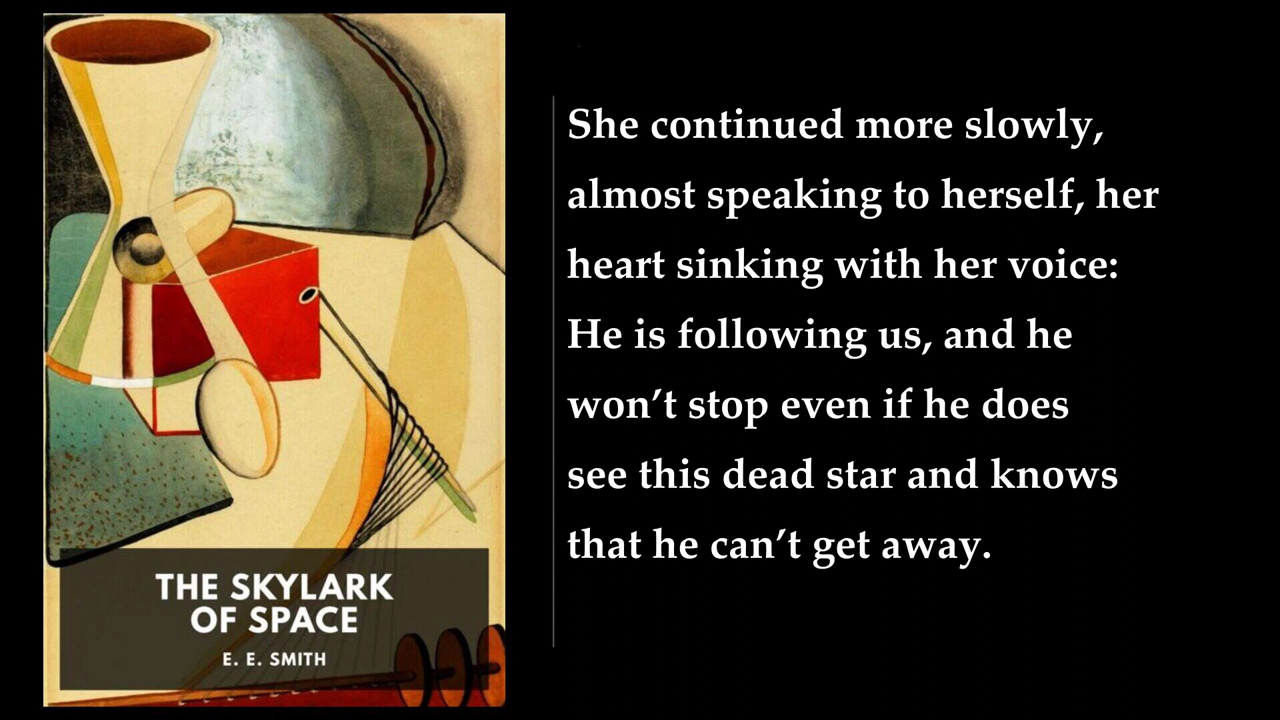 THE SKYLARK
OF SPACE
E. E. SMITH
She continued more slowly,
almost speaking to herself, her
heart sinking with her voice:
He is following us, and he
won’t stop even if he does
see this dead star and knows
that he can’t get away.